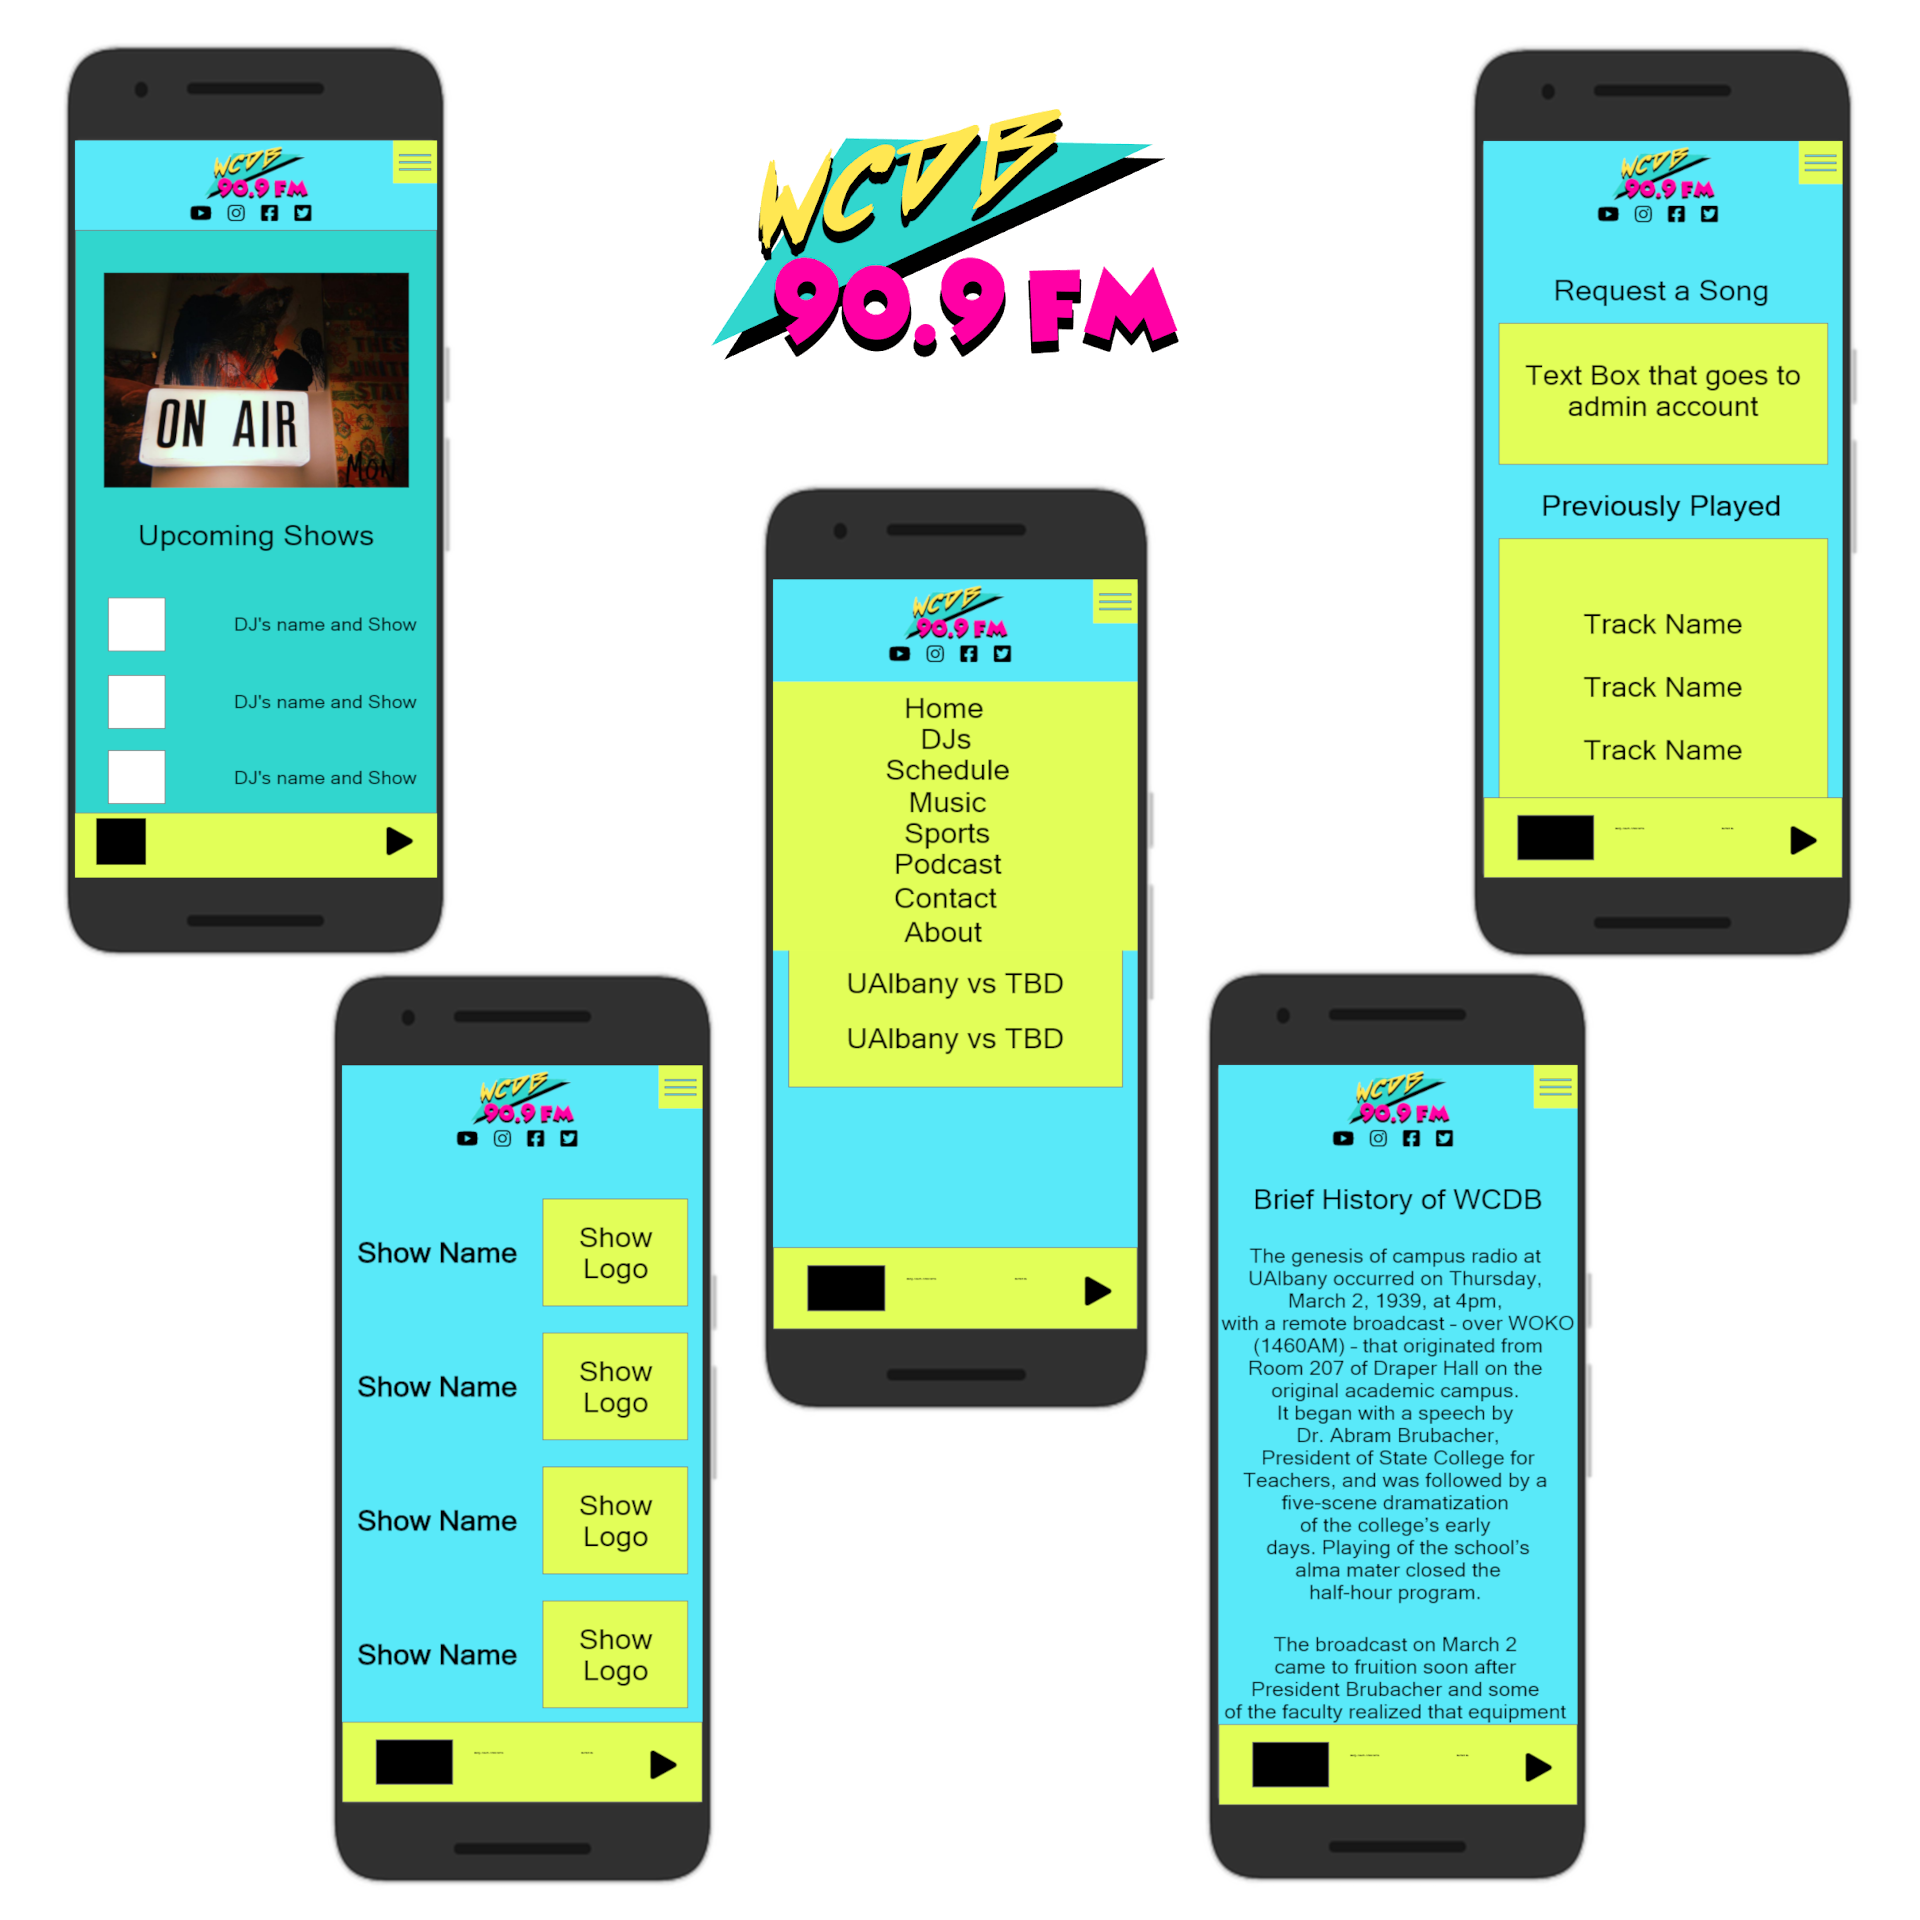 WCDB
90.9 FM
WCDB
90.9 FM
ON AIR
MON
Upcoming Shows
DJ's name and Show
DJ's name and Show
DJ's name and Show
WCDB
90.9 FM
Request a Song
Text Box that goes to
admin account
Previously Played
Track Name
Track Name
Track Name
WCDB
90.9 FM
Home
DJs
Schedule
Music
Sports
Podcast
Contact
About
UAlbany vs TBD
UAlbany vs TBD
WCDB
90.9 FM
Show Name
Show
Logo
Show Name
Show
Logo
Show Name
Show
Logo
Show Name
Show
Logo
WCDB
90.9 FM
Brief History of WCDB
The genesis of campus radio at
UAlbany occurred on Thursday,
March 2, 1939, at 4pm,
with a remote broadcast - over WOKO
(1460AM) - that originated from
Room 207 of Draper Hall on the
original academic campus.
It began with a speech by
Dr. Abram Brubacher,
President of State College for
Teachers, and was followed by a
five-scene dramatization
of the college’s early
days. Playing of the school’s
alma mater closed the
half-hour program.
The broadcast on March 2
came to fruition soon after
President Brubacher and some
of the faculty realized that equipment